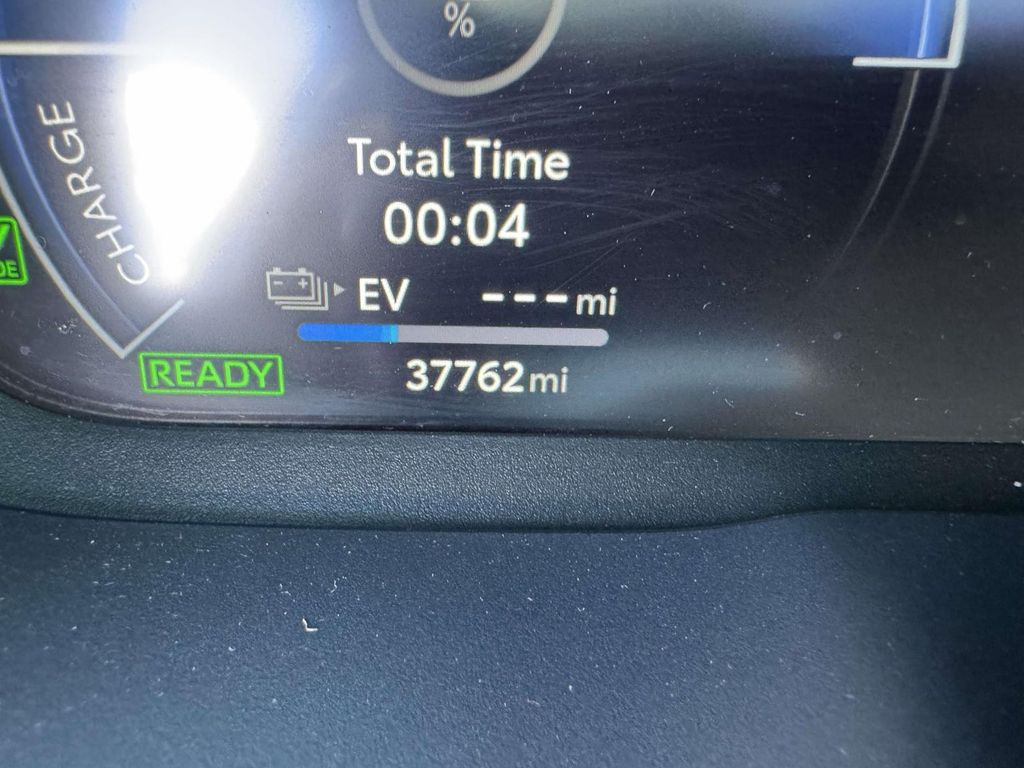 %
CHARGE
Total Time
00:04
EV ---mi
READY
37762mi